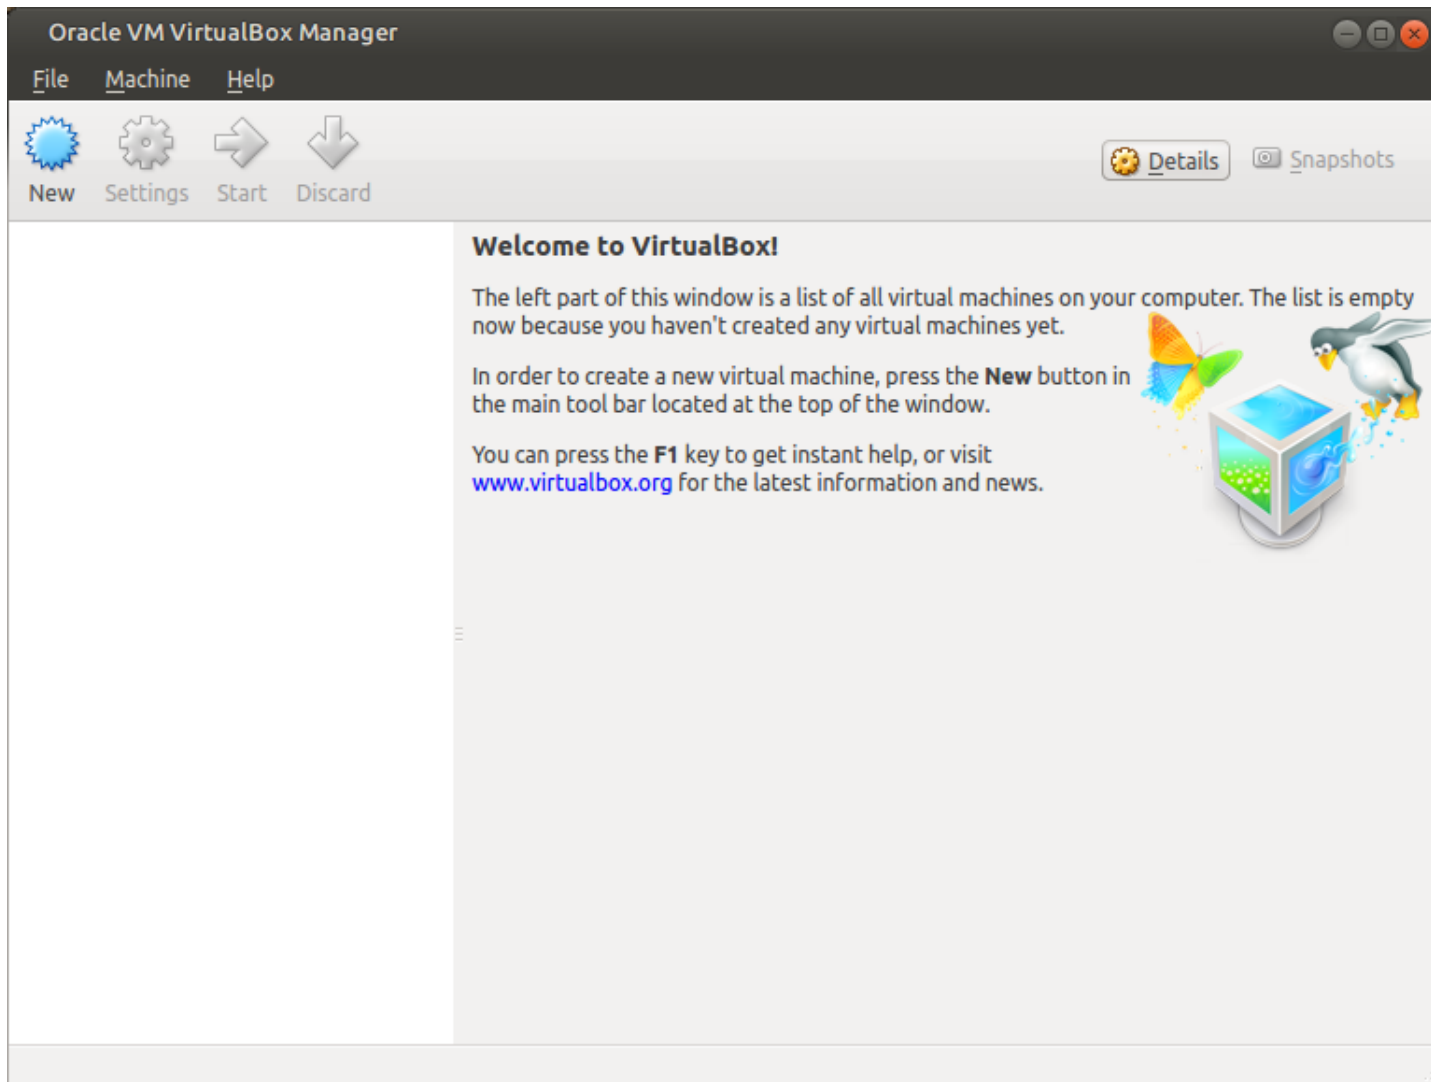 Oracle VM VirtualBox Manager
File Machine Help
New Settings Start Discard
Details Snapshots
Welcome to VirtualBox!
The left part of this window is a list of all virtual machines on your computer. The list is empty
now because you haven't created any virtual machines yet.
In order to create a new virtual machine, press the New button in
the main tool bar located at the top of the window.
You can press the F1 key to get instant help, or visit
www.virtualbox.org for the latest information and news.